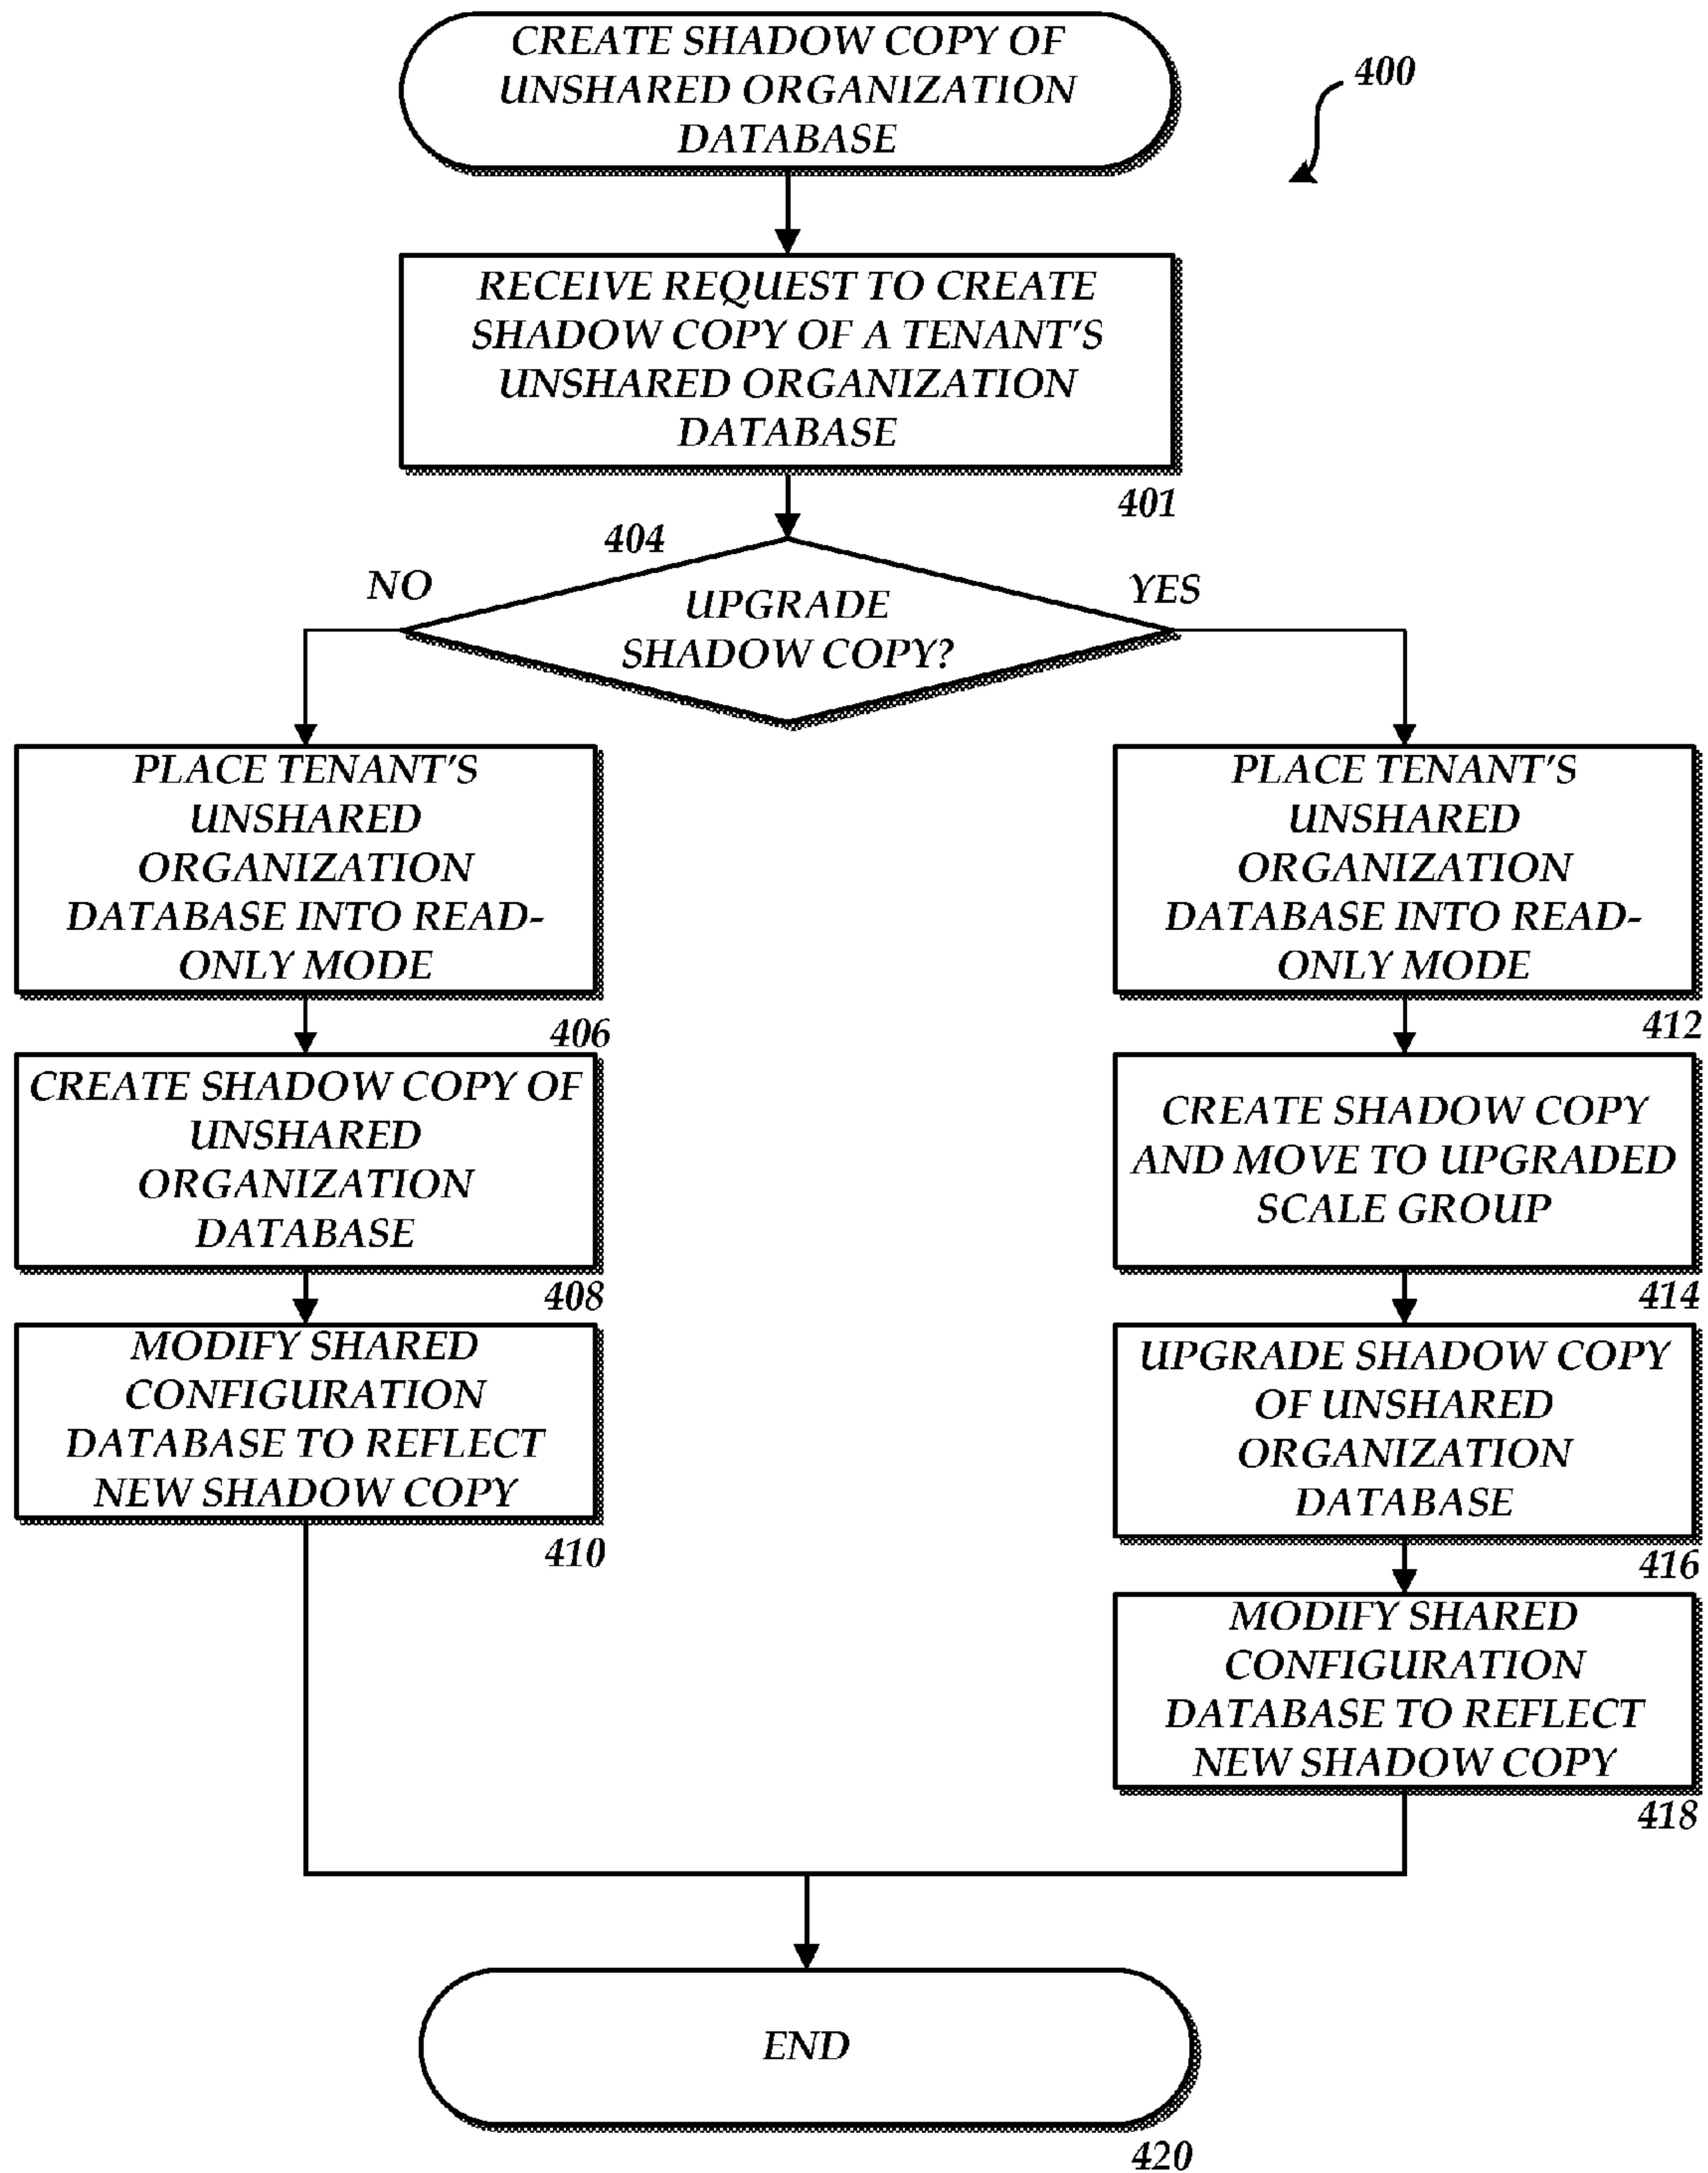 CREATE SHADOW COPY OF
UNSHARED ORGANIZATION
DATABASE
400
RECEIVE REQUEST TO CREATE
SHADOW COPY OF A TENANT'S
UNSHARED ORGANIZATION
DATABASE
401
404
NO
YES
UPGRADE
SHADOW COPY?
PLACE TENANT'S
UNSHARED
ORGANIZATION
DATABASE INTO READ-
ONLY MODE
406
CREATE SHADOW COPY OF
UNSHARED
ORGANIZATION
DATABASE
408
MODIFY SHARED
CONFIGURATION
DATABASE TO REFLECT
NEW SHADOW COPY
410
PLACE TENANT'S
UNSHARED
ORGANIZATION
DATABASE INTO READ-
ONLY MODE
412
CREATE SHADOW COPY
AND MOVE TO UPGRADED
SCALE GROUP
414
UPGRADE SHADOW COPY
OF UNSHARED
ORGANIZATION
DATABASE
416
MODIFY SHARED
CONFIGURATION
DATABASE TO REFLECT
NEW SHADOW COPY
418
END
420